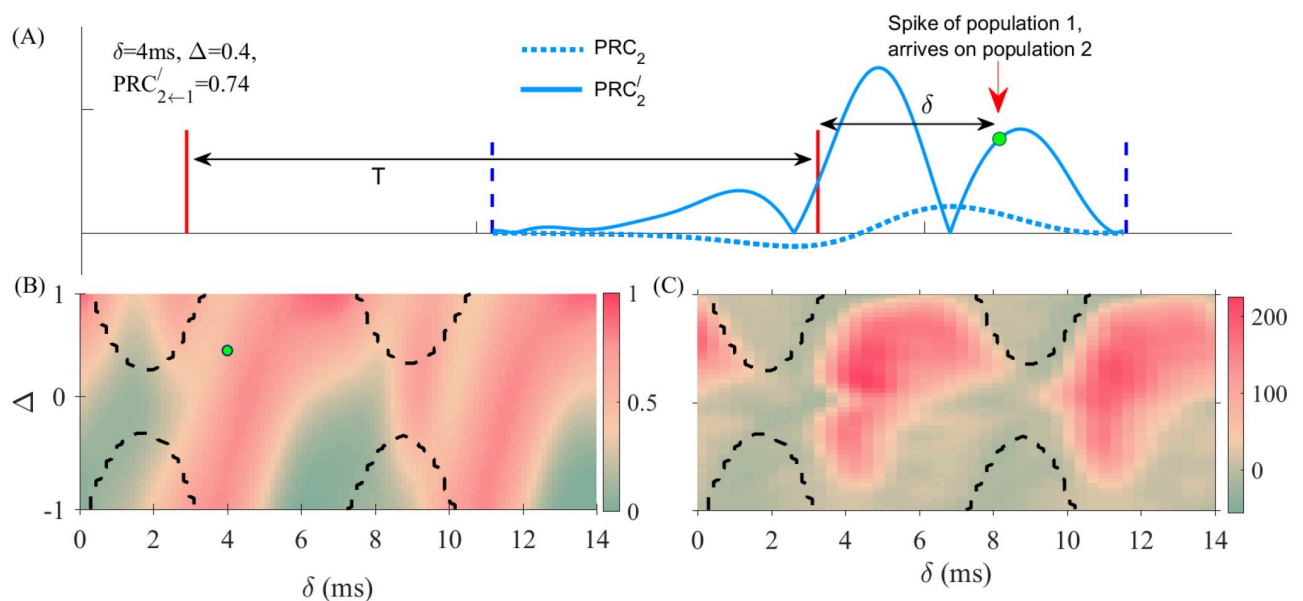 (A)
δ=4ms, Δ=0.4,
PRC′2←1=0.74
PRC2
PRC′2
Spike of population 1,
arrives on population 2
δ
T
(B)
1
0
-1
Δ
0 2 4 6 8 10 12 14
δ (ms)
1
0.5
0
(C)
0 2 4 6 8 10 12 14
δ (ms)
200
100
0